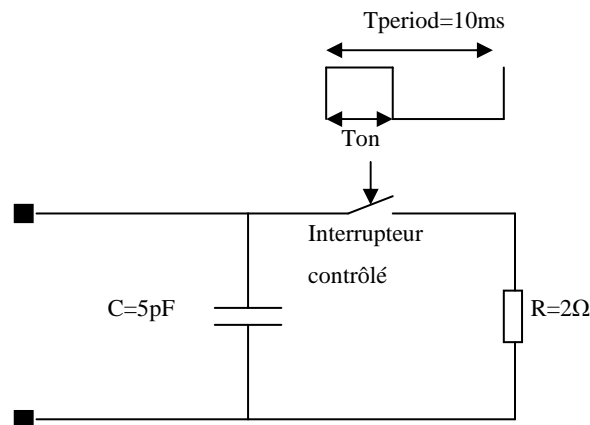 Tperiod=10ms
Ton
Interrupteur
contrôlé
C=5pF
R=2Ω